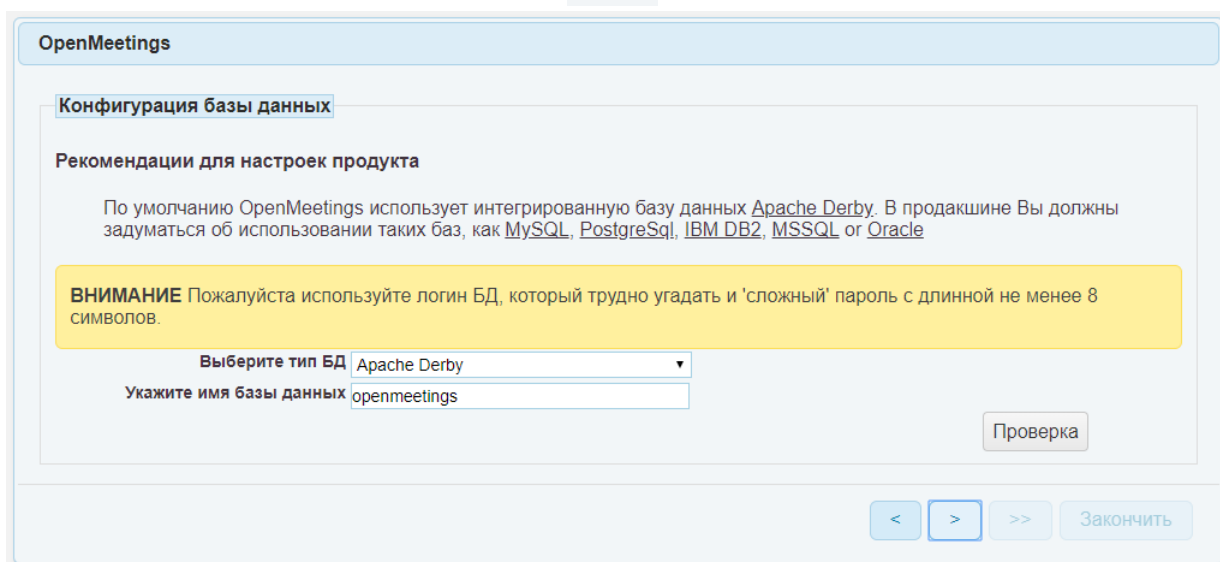 OpenMeetings
Конфигурация базы данных
Рекомендации для настроек продукта
По умолчанию OpenMeetings использует интегрированную базу данных Apache Derby. В продакшине Вы должны
задуматься об использовании таких баз, как MySQL, PostgreSql, IBM DB2, MSSQL or Oracle
ВНИМАНИЕ Пожалуйста используйте логин БД, который трудно угадать и 'сложный' пароль с длинной не менее 8
символов.
Выберите тип БД Apache Derby
Укажите имя базы данных openmeetings
Проверка
< > >> Закончить